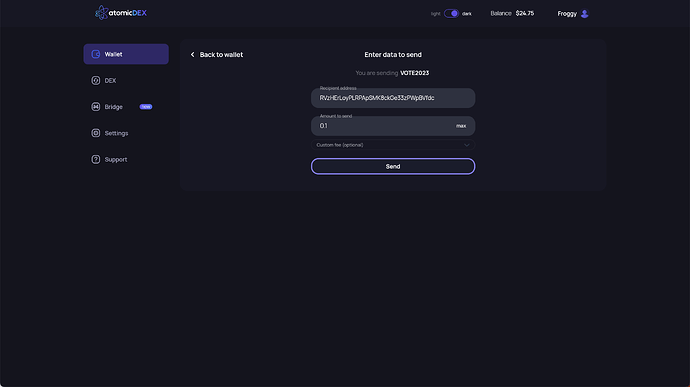 atomicDEX
light dark Balance $24.75 Froggy
Wallet
DEX
Bridge new
Settings
Support
Back to wallet
Enter data to send
You are sending VOTE2023
Recipient address
RVzHErLoyPLRPApSMK8ckGe33zPWpBVfdc
Amount to send
0.1 max
Custom fee (optional)
Send